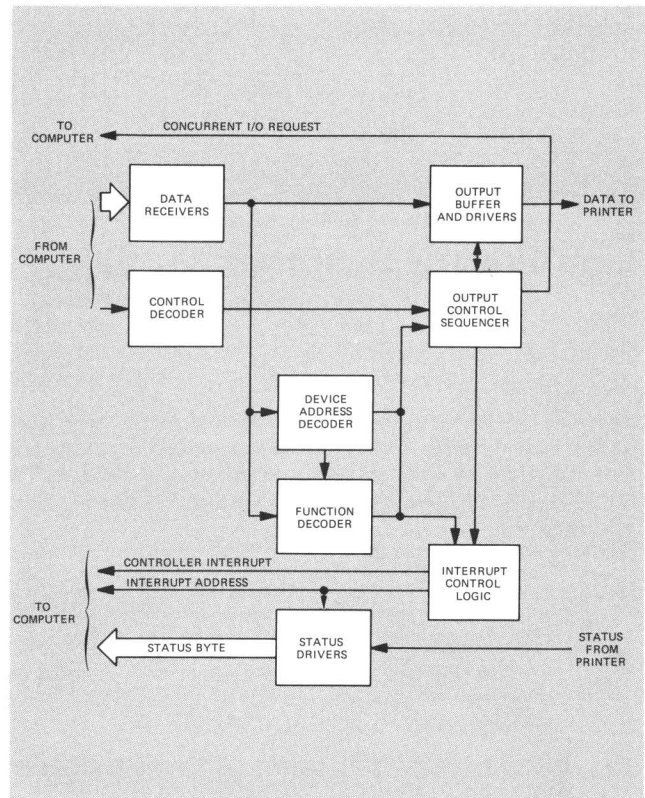 TO
COMPUTER
CONCURRENT I/O REQUEST
DATA
RECEIVERS
OUTPUT
BUFFER
AND DRIVERS
DATA TO
PRINTER
FROM
COMPUTER
CONTROL
DECODER
OUTPUT
CONTROL
SEQUENCER
DEVICE
ADDRESS
DECODER
FUNCTION
DECODER
CONTROLLER INTERRUPT
INTERRUPT ADDRESS
INTERRUPT
CONTROL
LOGIC
TO
COMPUTER
STATUS BYTE
STATUS
DRIVERS
STATUS
FROM
PRINTER